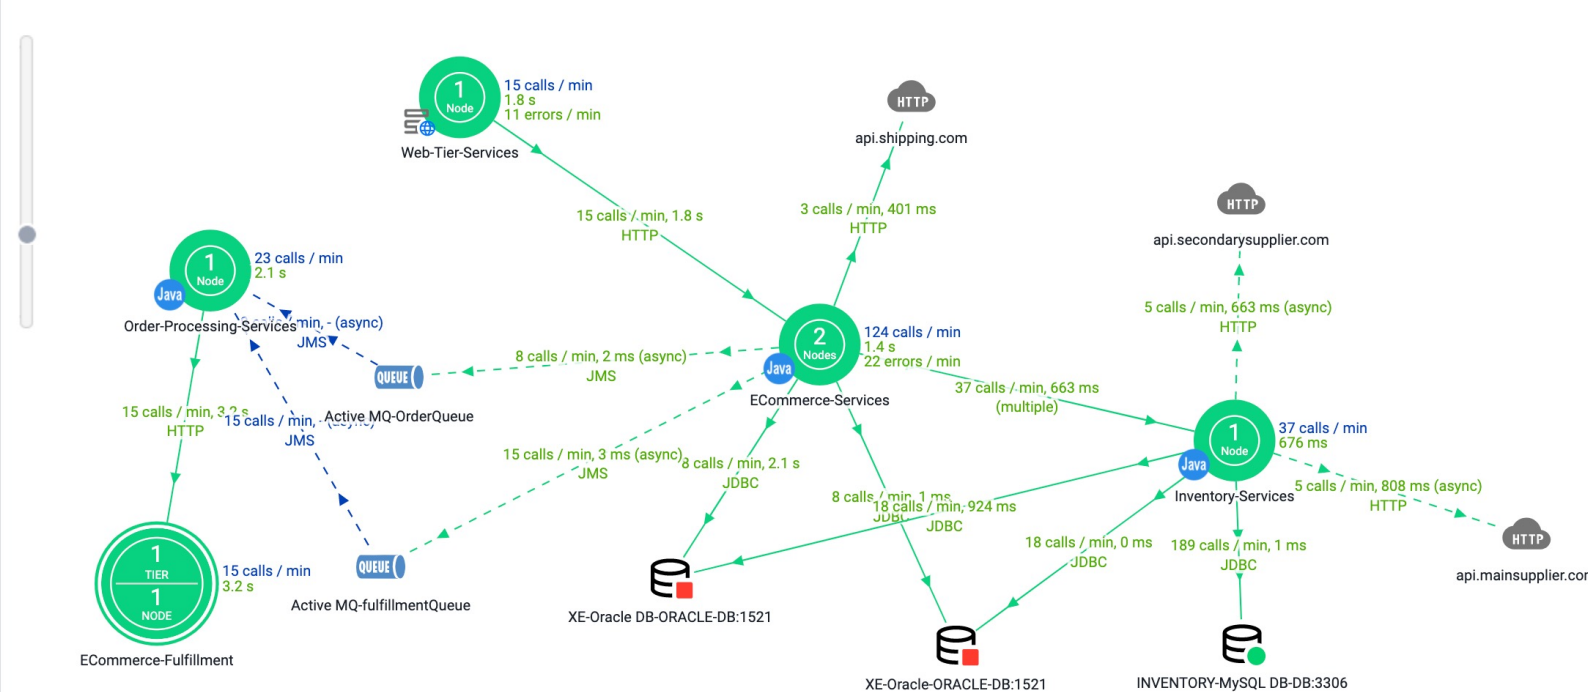 1
Node
15 calls / min
1.8 s
11 errors / min
Web-Tier-Services
HTTP
api.shipping.com
15 calls / min, 1.8 s
HTTP
3 calls / min, 401 ms
HTTP
HTTP
api.secondarysupplier.com
1
Node
Java
23 calls / min
2.1 s
Order-Processing-Services
calls / min, - (async)
JMS
5 calls / min, 663 ms (async)
HTTP
2
Nodes
Java
124 calls / min
1.4 s
22 errors / min
ECommerce-Services
8 calls / min, 2 ms (async)
JMS
QUEUE
Active MQ-OrderQueue
37 calls / min, 663 ms
(multiple)
15 calls / min, 3.2 s
HTTP
15 calls / min, - (async)
JMS
1
Node
Java
37 calls / min
676 ms
Inventory-Services
15 calls / min, 3 ms (async)
JMS
8 calls / min, 2.1 s
JDBC
8 calls / min, 1 ms
JDBC
18 calls / min, 924 ms
JDBC
5 calls / min, 808 ms (async)
HTTP
HTTP
api.mainsupplier.cor
18 calls / min, 0 ms
JDBC
189 calls / min, 1 ms
JDBC
1
TIER
1
NODE
15 calls / min
3.2 s
ECommerce-Fulfillment
QUEUE
Active MQ-fulfillmentQueue
XE-Oracle DB-ORACLE-DB:1521
XE-Oracle-ORACLE-DB:1521
INVENTORY-MySQL DB-DB:3306